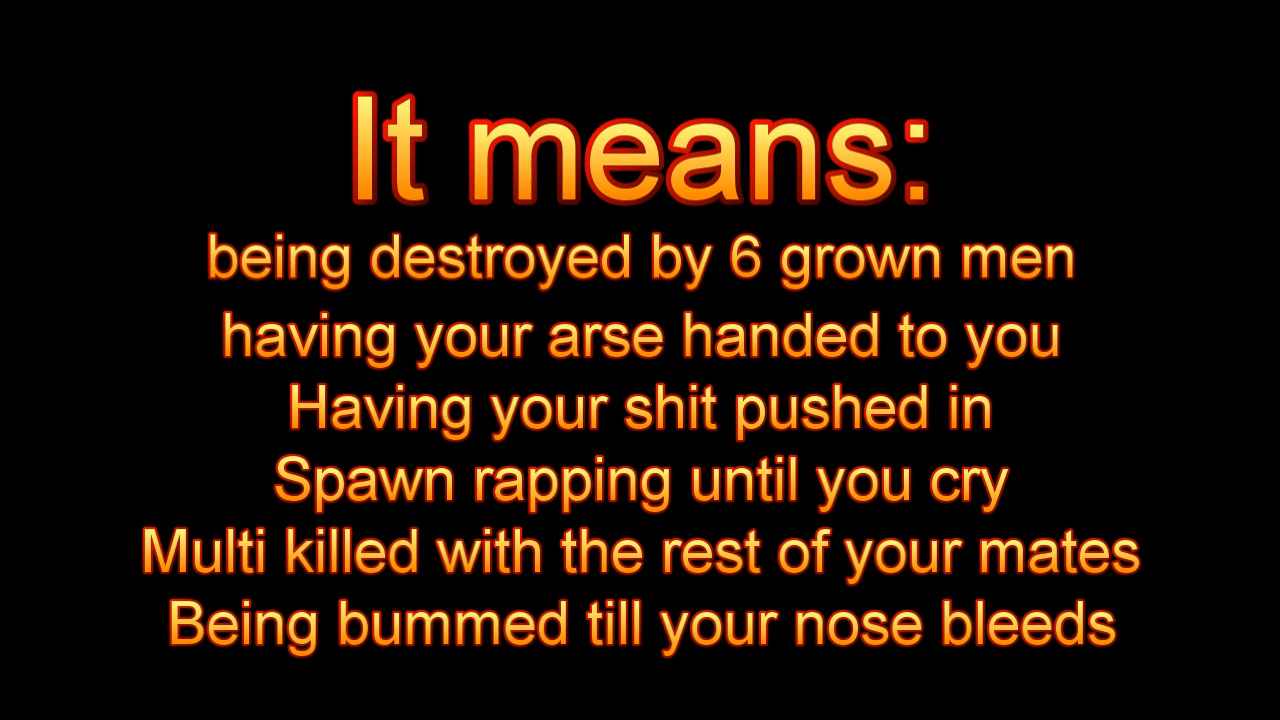 It means:
being destroyed by 6 grown men
having your arse handed to you
Having your shit pushed in
Spawn rapping until you cry
Multi killed with the rest of your mates
Being bummed till your nose bleeds